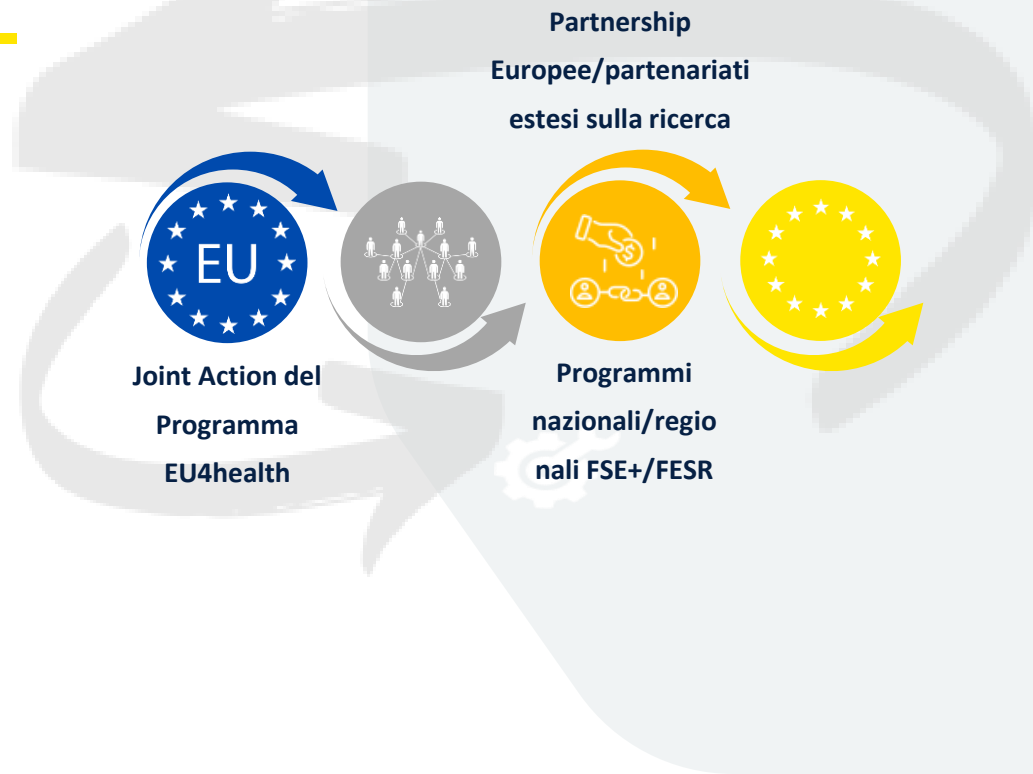 Partnership
Europee/partenariati
estesi sulla ricerca
EU
Joint Action del
Programma
EU4health
Programmi
nazionali/regio
nali FSE+/FESR